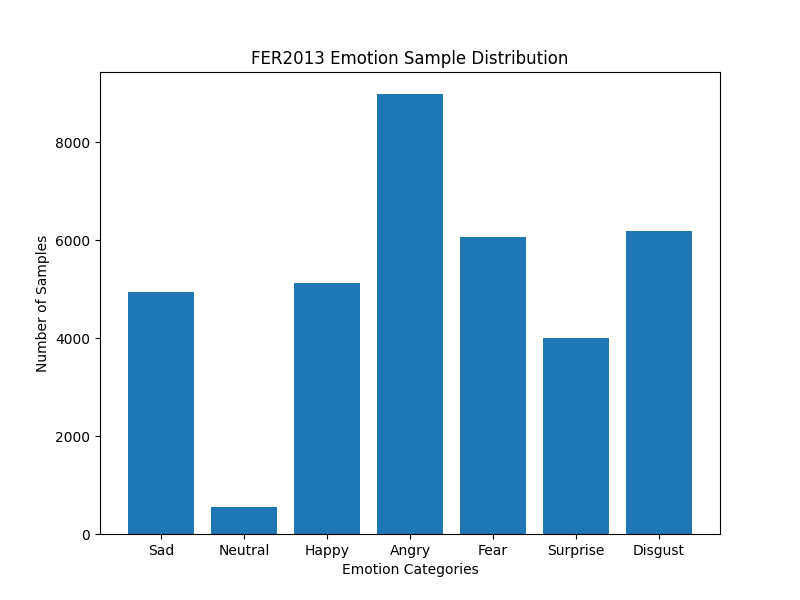 FER2013 Emotion Sample Distribution
8000
6000
4000
2000
0
Number of Samples
Sad Neutral Happy Angry Fear Surprise Disgust
Emotion Categories